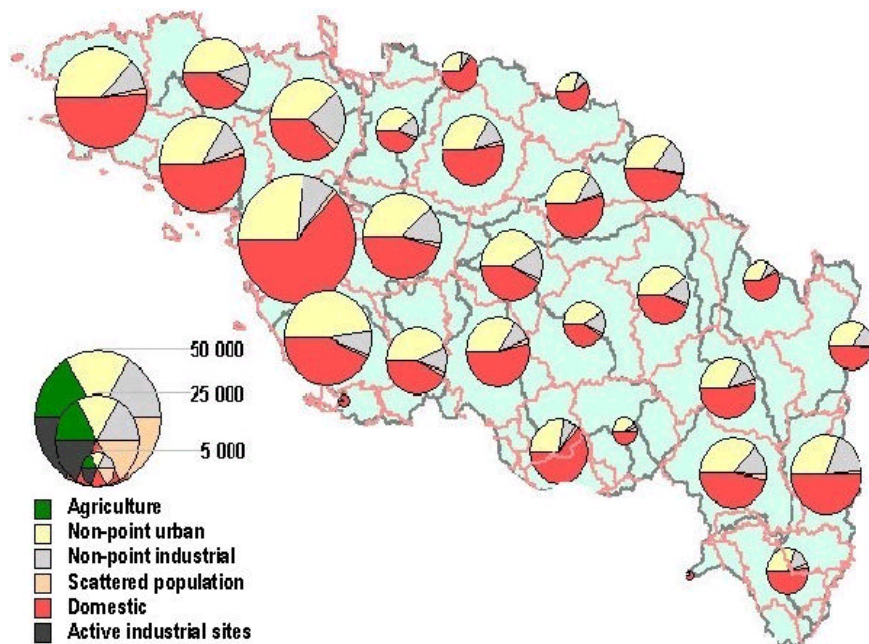 50 000
25 000
5 000
Agriculture
Non-point urban
Non-point industrial
Scattered population
Domestic
Active industrial sites